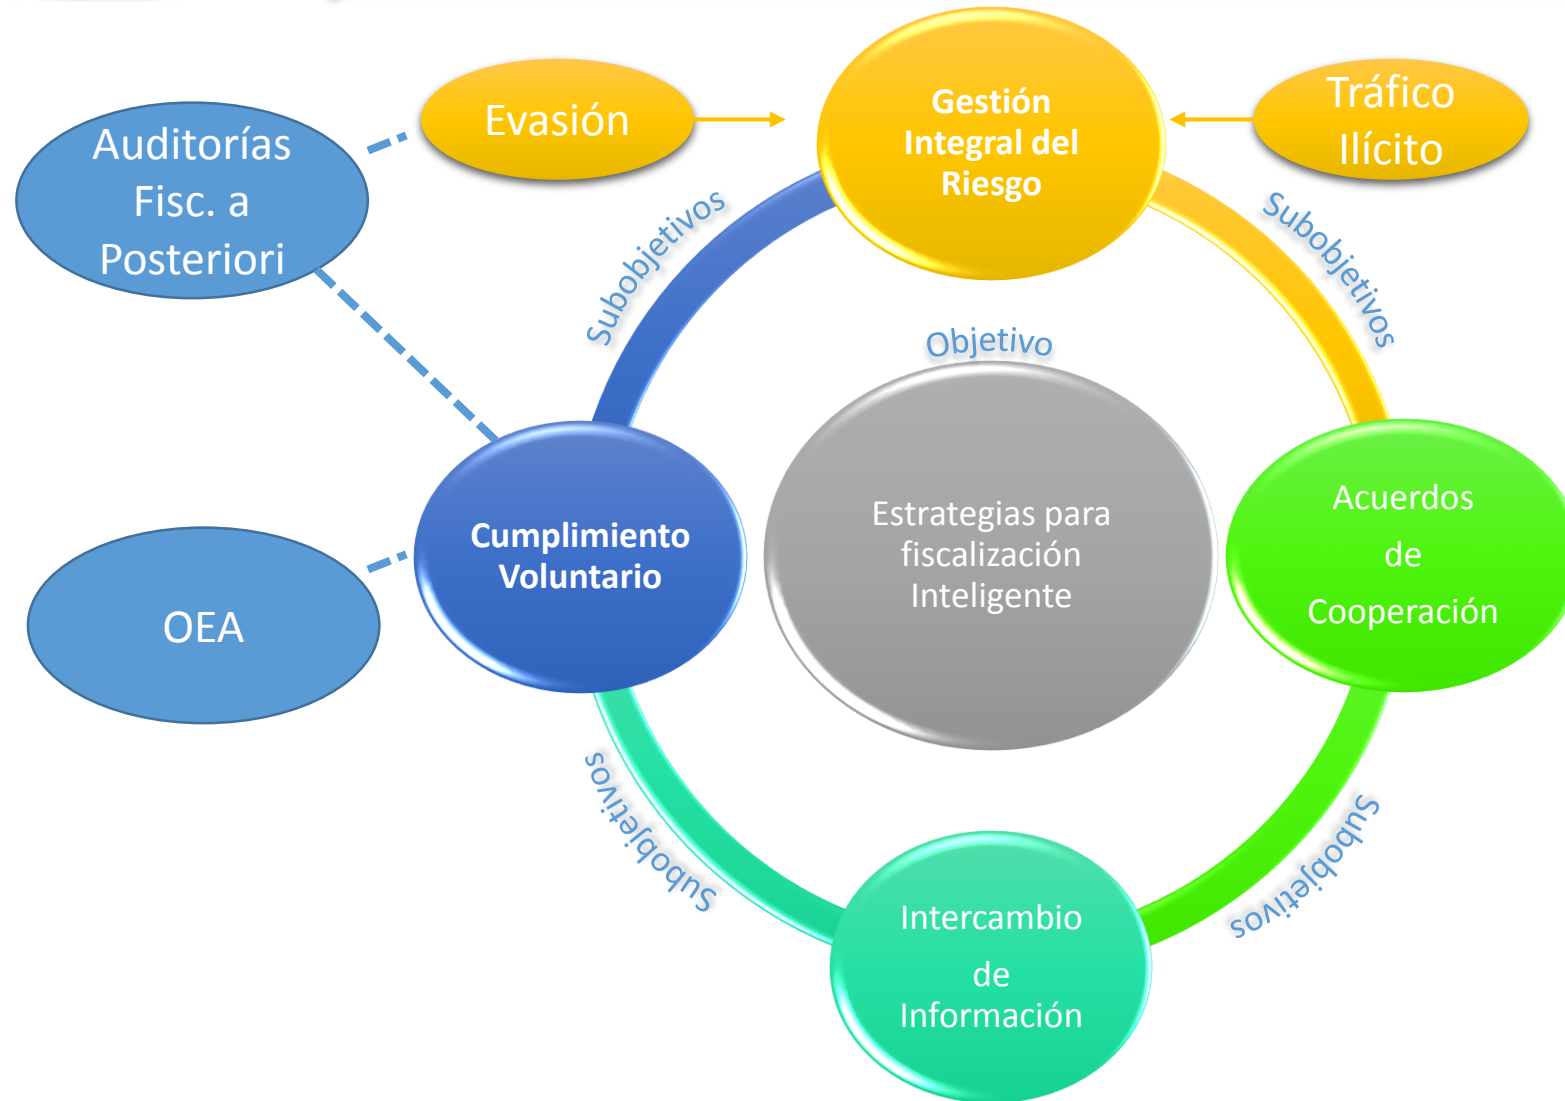 Evasión
Gestión
Integral del
Riesgo
Tráfico
Ilícito
Auditorías
Fisc. a
Posteriori
Subobjetivos
Subobjetivos
Objetivo
Cumplimiento
Voluntario
Estrategias para
fiscalización
Inteligente
Acuerdos
de
Cooperación
OEA
Subobjetivos
Subobjetivos
Intercambio
de
Información